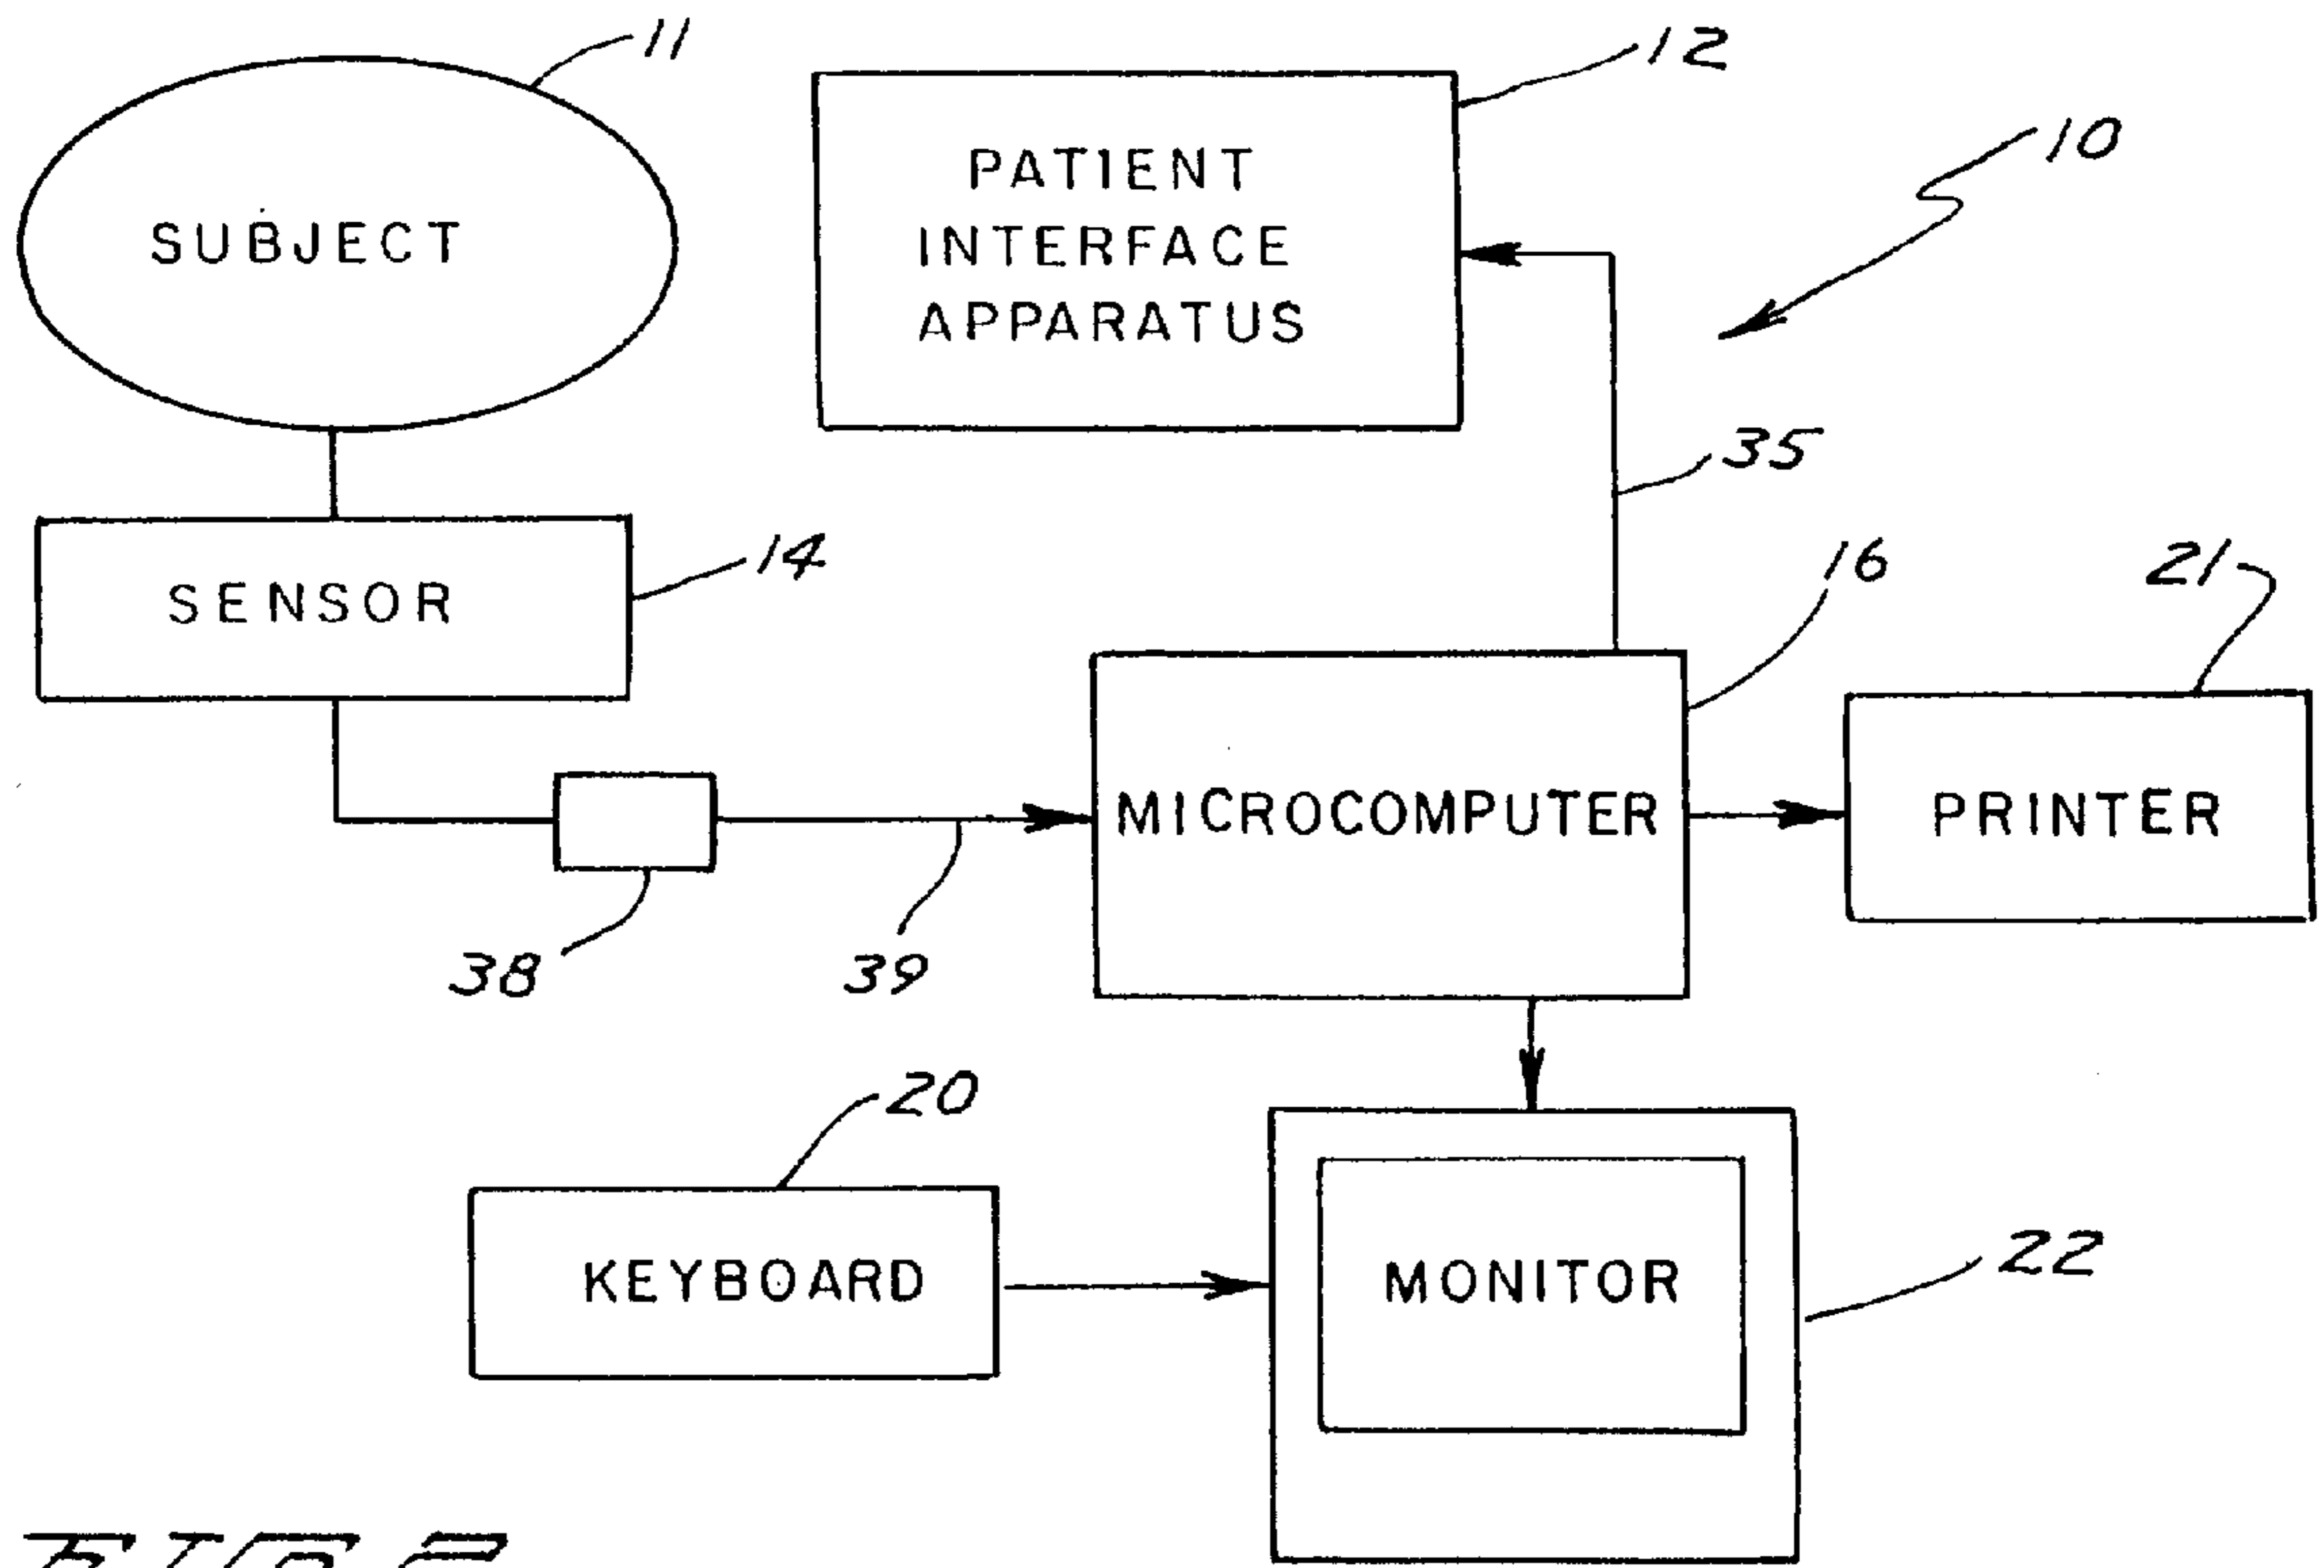 11
12
10
SUBJECT
PATIENT
INTERFACE
APPARATUS
35
14
SENSOR
16
21
MICROCOMPUTER
PRINTER
38
39
20
KEYBOARD
MONITOR
22